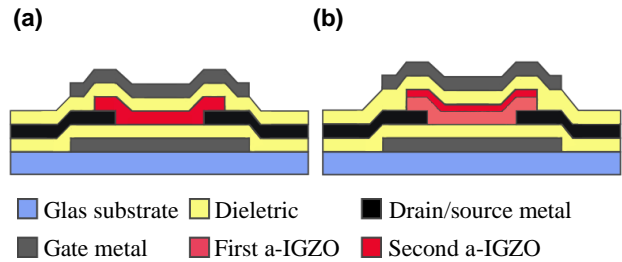 (a) (b)
Glas substrate Dieletric Drain/source metal
Gate metal First a-IGZO Second a-IGZO